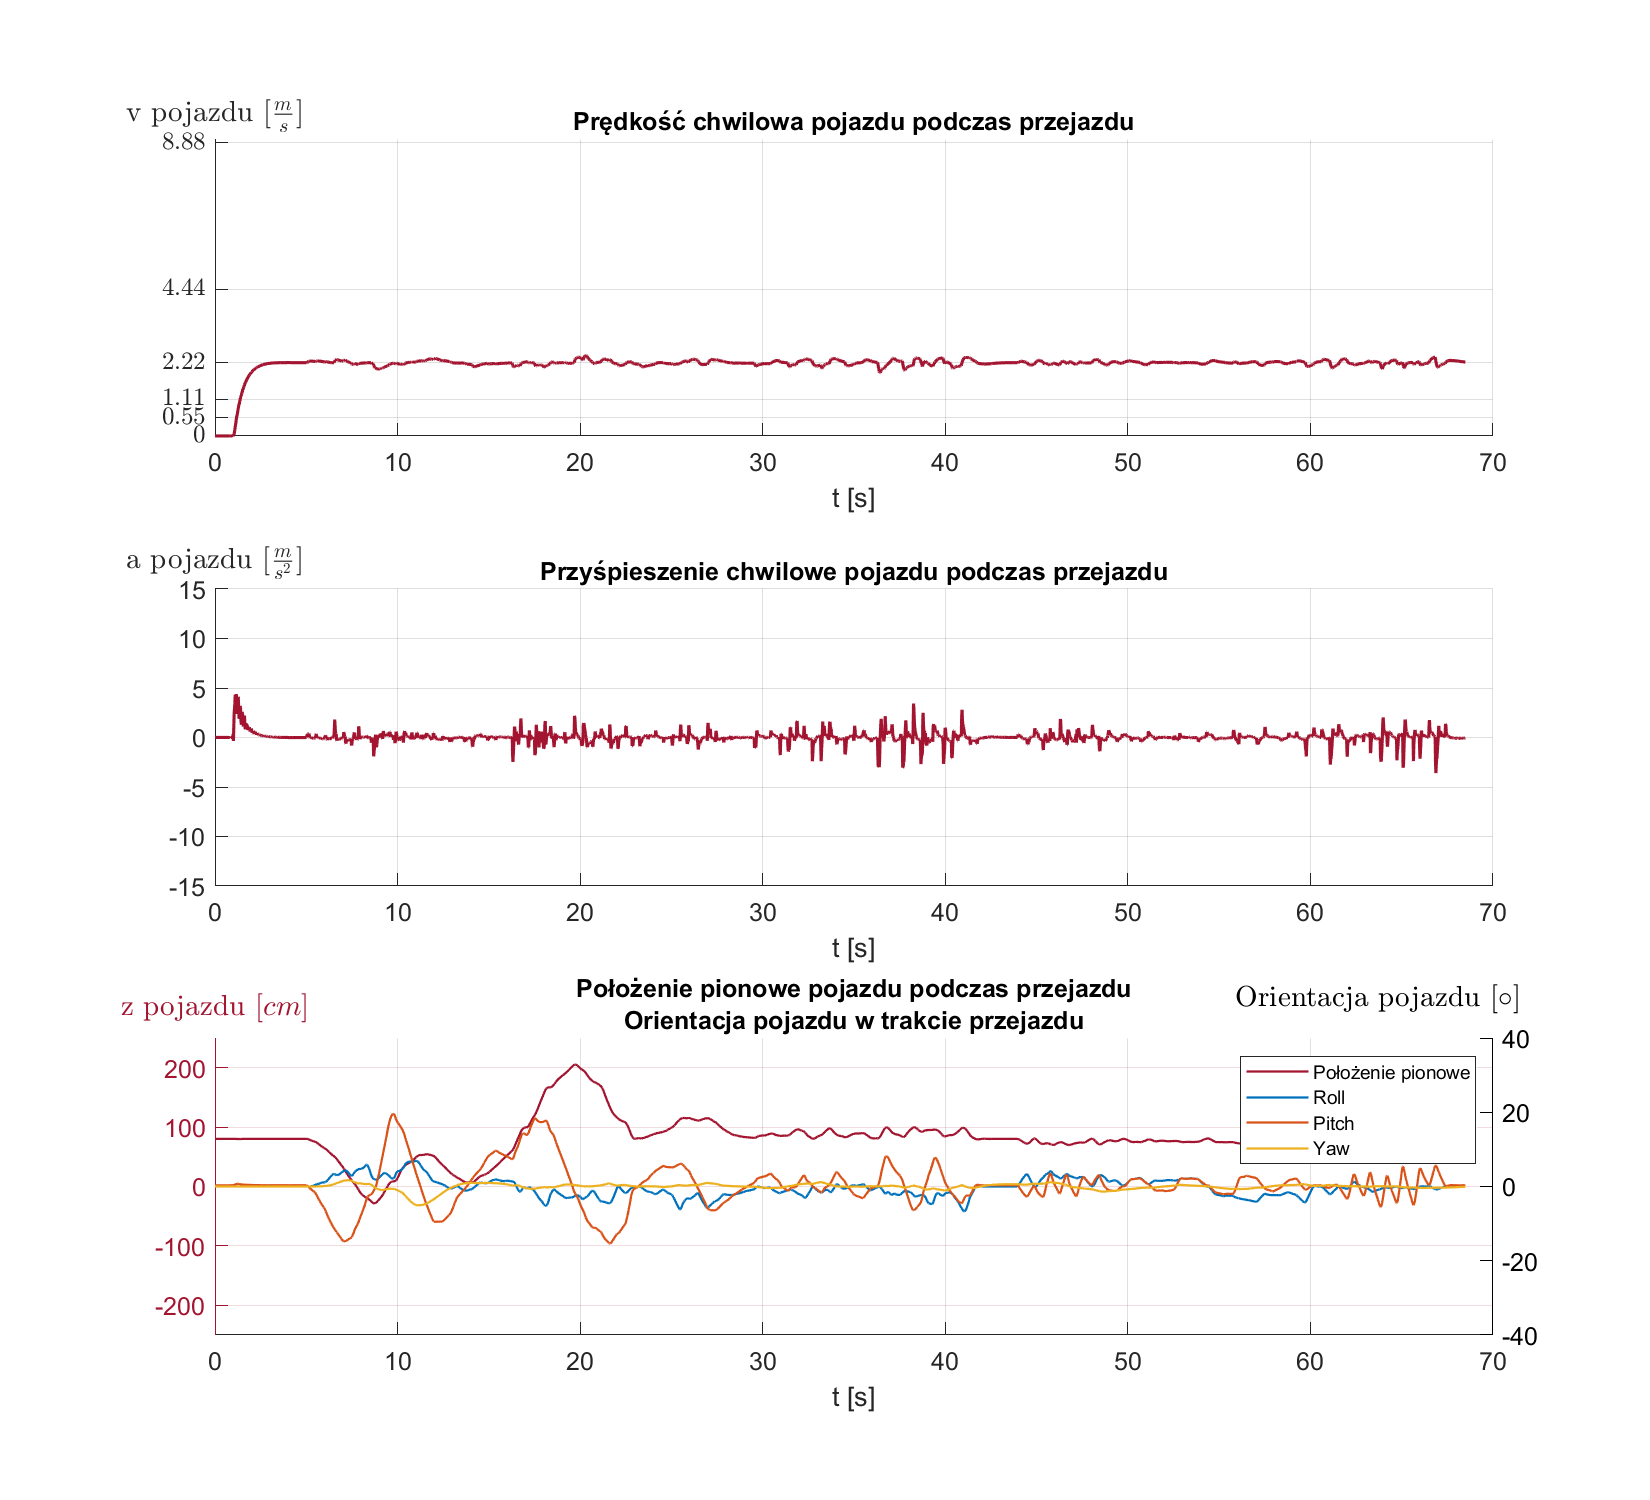 v pojazdu [m/s]
Prędkość chwilowa pojazdu podczas przejazdu
8.88
4.44
2.22
1.11
0.55
0
0 10 20 30 40 50 60 70
t [s]
a pojazdu [m/s²]
Przyśpieszenie chwilowe pojazdu podczas przejazdu
15
10
5
0
-5
-10
-15
0 10 20 30 40 50 60 70
t [s]
z pojazdu [cm]
Położenie pionowe pojazdu podczas przejazdu
Orientacja pojazdu w trakcie przejazdu
Orientacja pojazdu [∘]
200
100
0
-100
-200
40
20
0
-20
-40
Położenie pionowe
Roll
Pitch
Yaw
0 10 20 30 40 50 60 70
t [s]